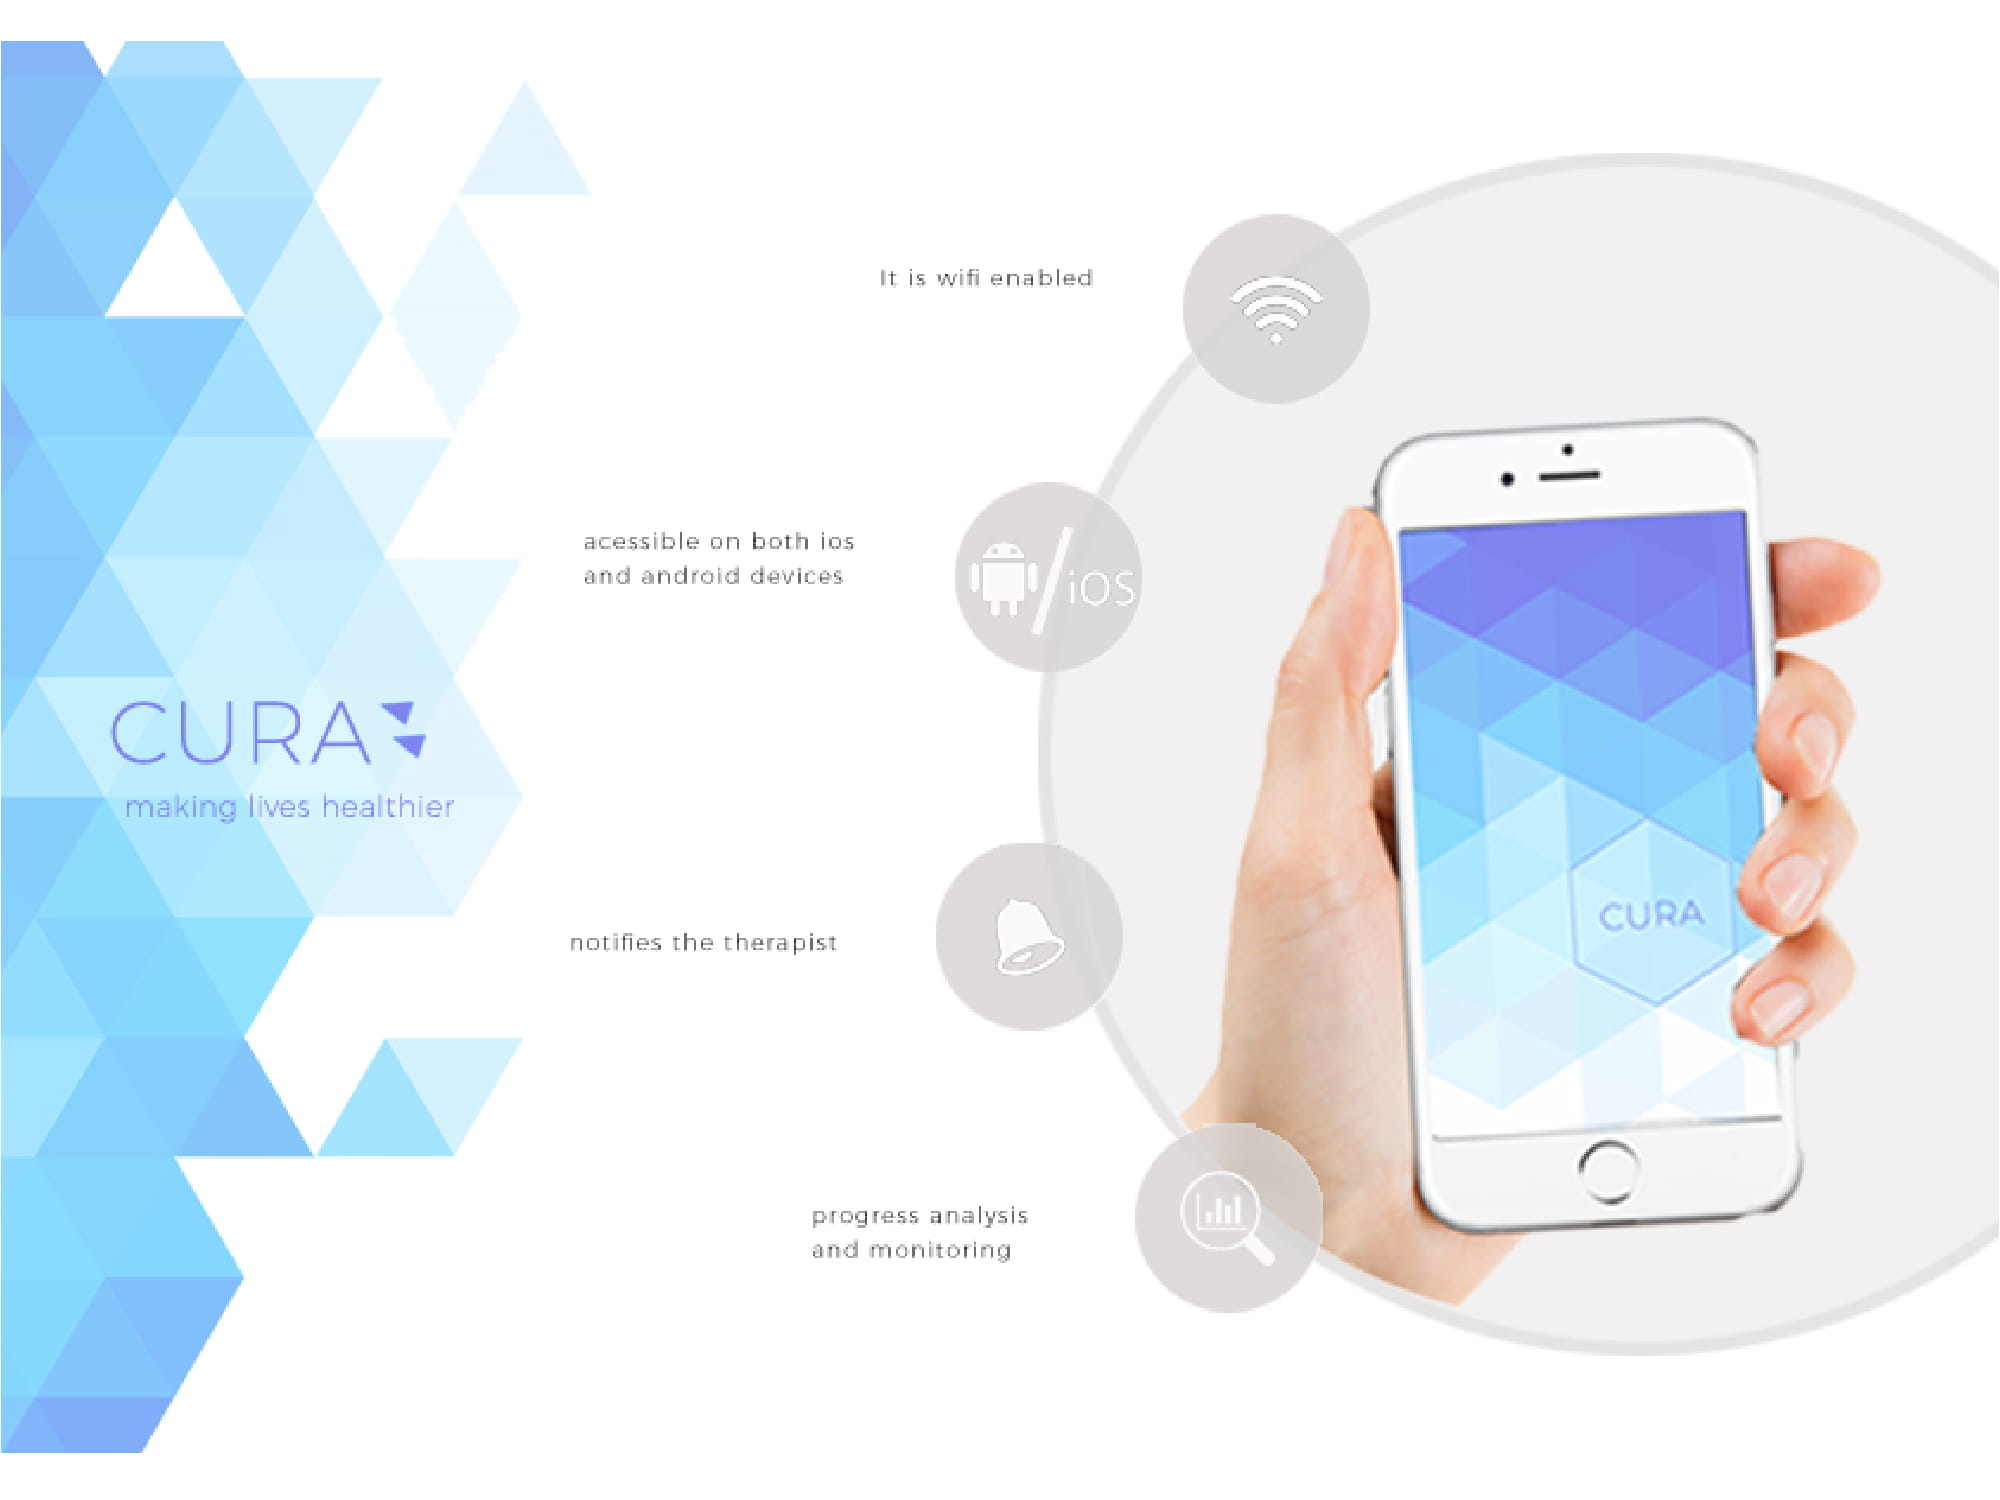 It is wifi enabled
acessible on both ios
and android devices
iOS
CURA
making lives healthier
CURA
notifies the therapist
progress analysis
and monitoring